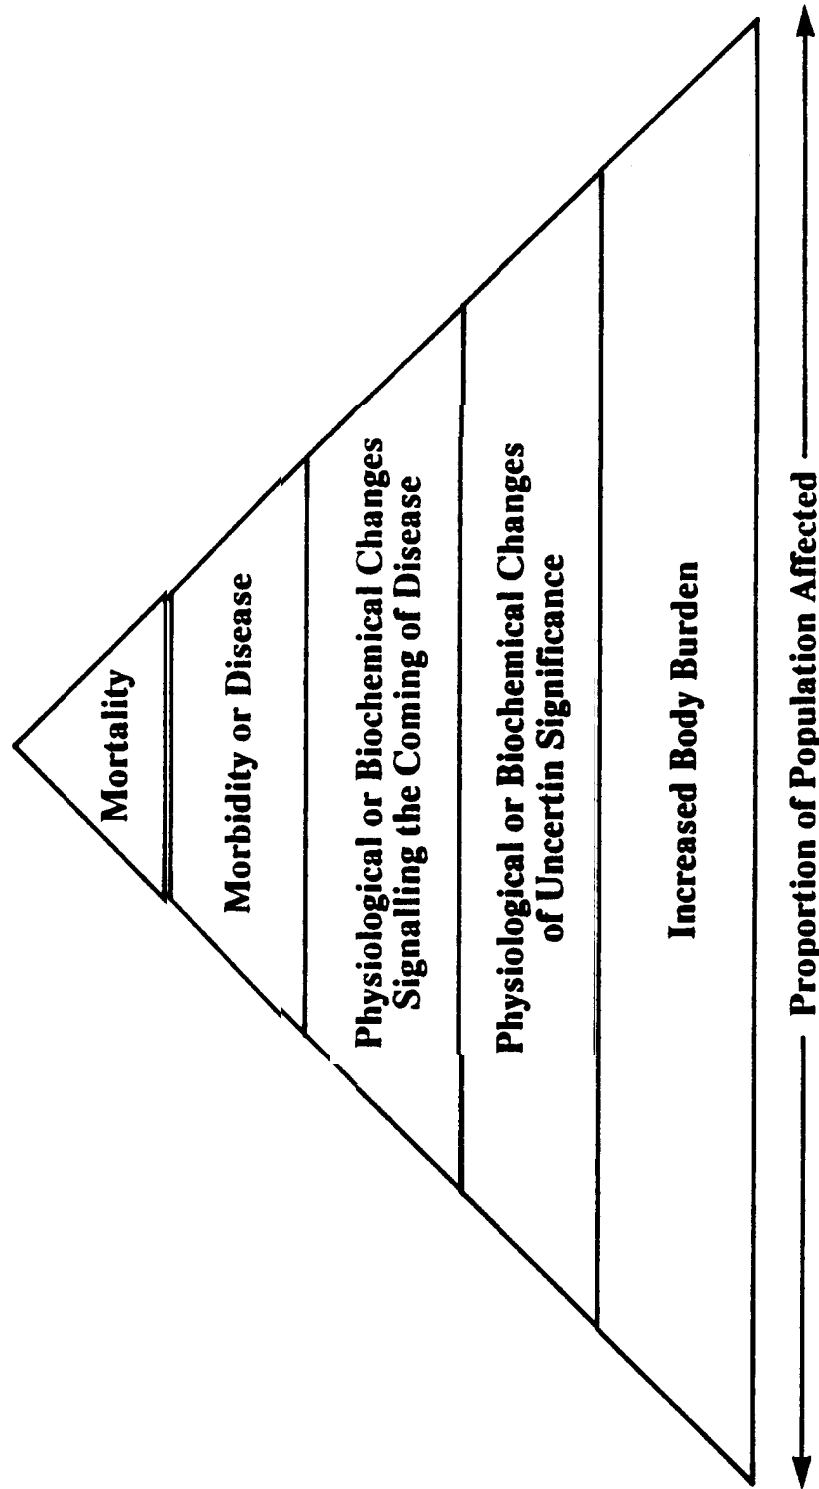 Mortality
Morbidity or Disease
Physiological or Biochemical Changes
Signalling the Coming of Disease
Physiological or Biochemical Changes
of Uncertin Significance
Increased Body Burden
Proportion of Population Affected